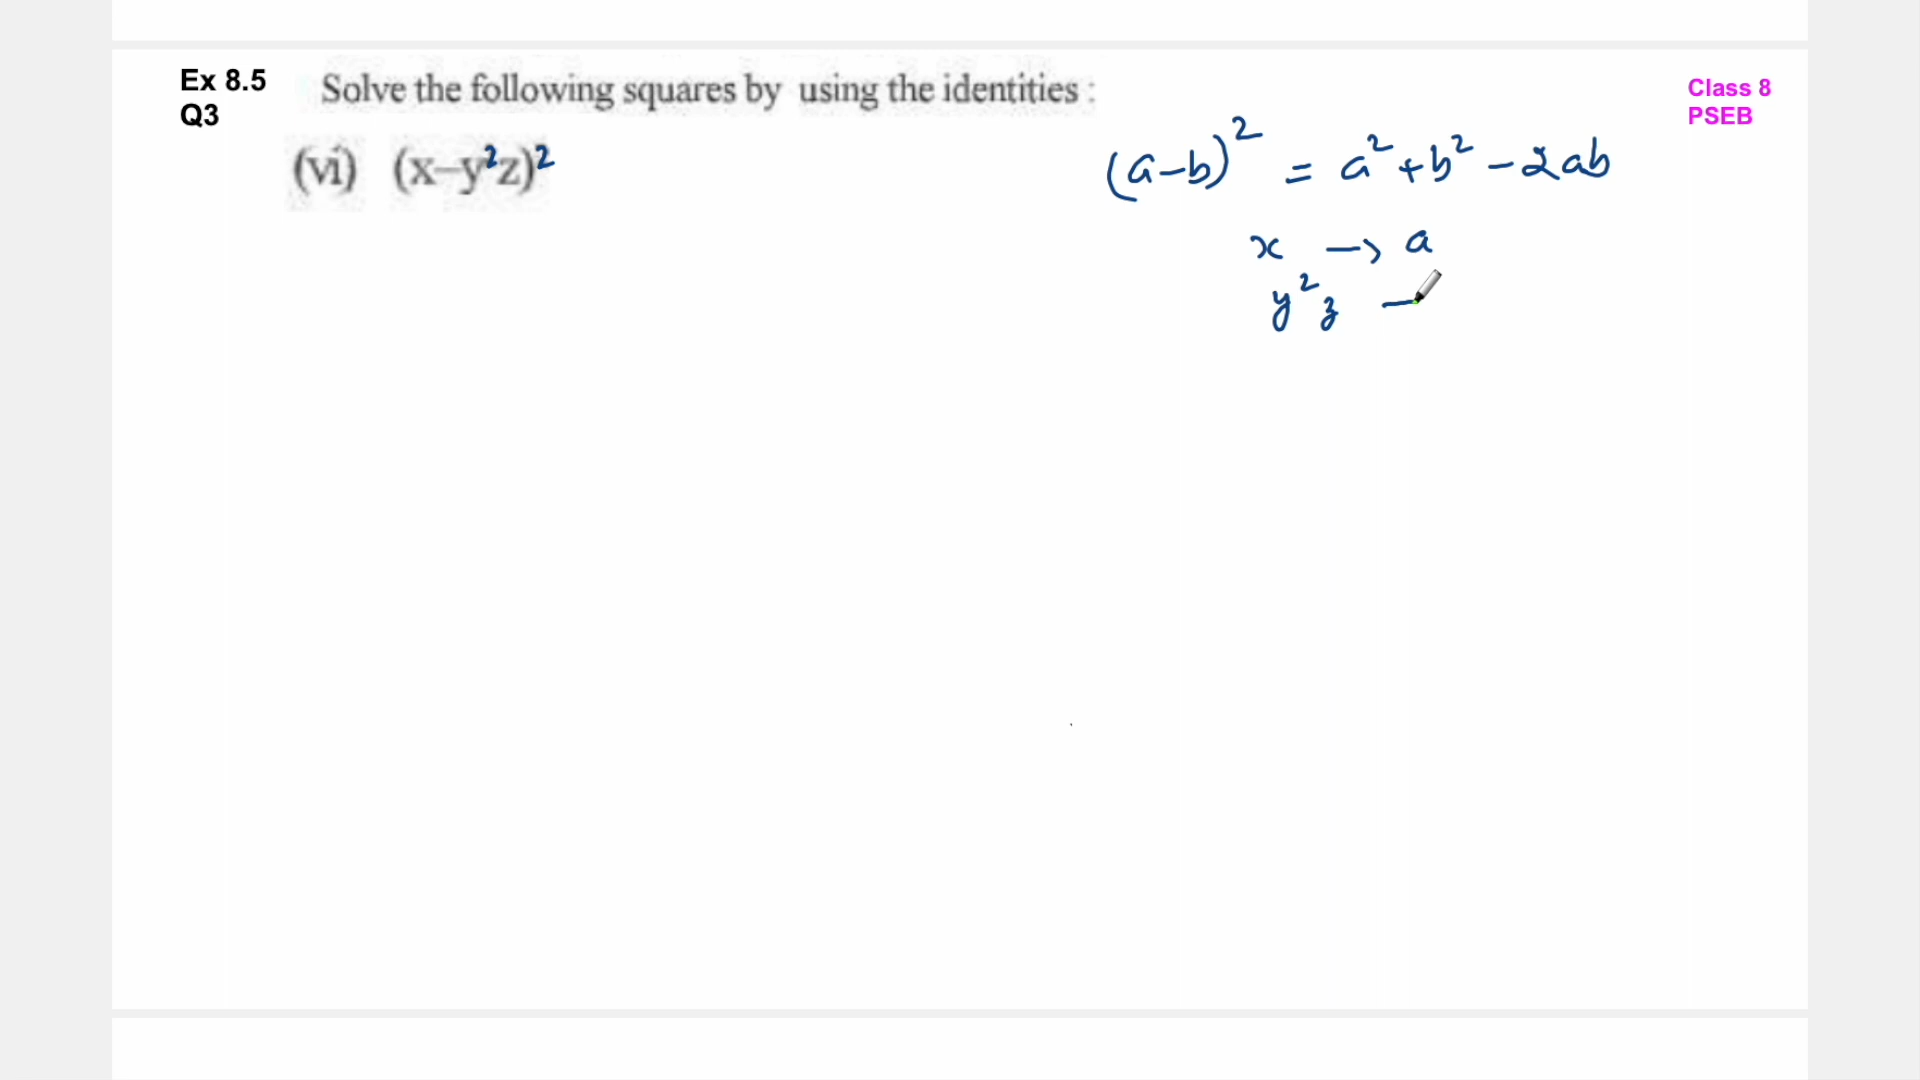 Ex 8.5 Solve the following squares by using the identities :
Q3
Class 8
PSEB
(vi) (x–y²z)²
(a-b)² = a² + b² - 2ab
x → a
y²z –